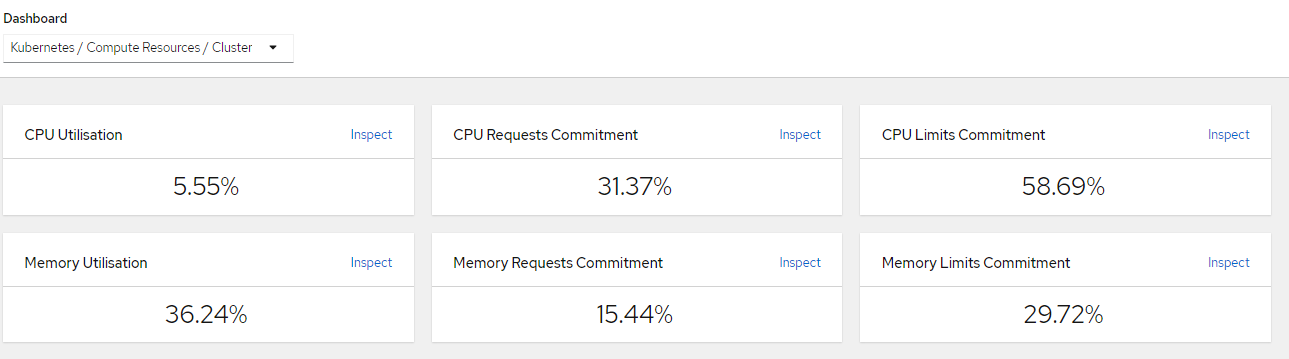 Dashboard
Kubernetes / Compute Resources / Cluster
CPU Utilisation Inspect
5.55%
CPU Requests Commitment Inspect
31.37%
CPU Limits Commitment Inspect
58.69%
Memory Utilisation Inspect
36.24%
Memory Requests Commitment Inspect
15.44%
Memory Limits Commitment Inspect
29.72%